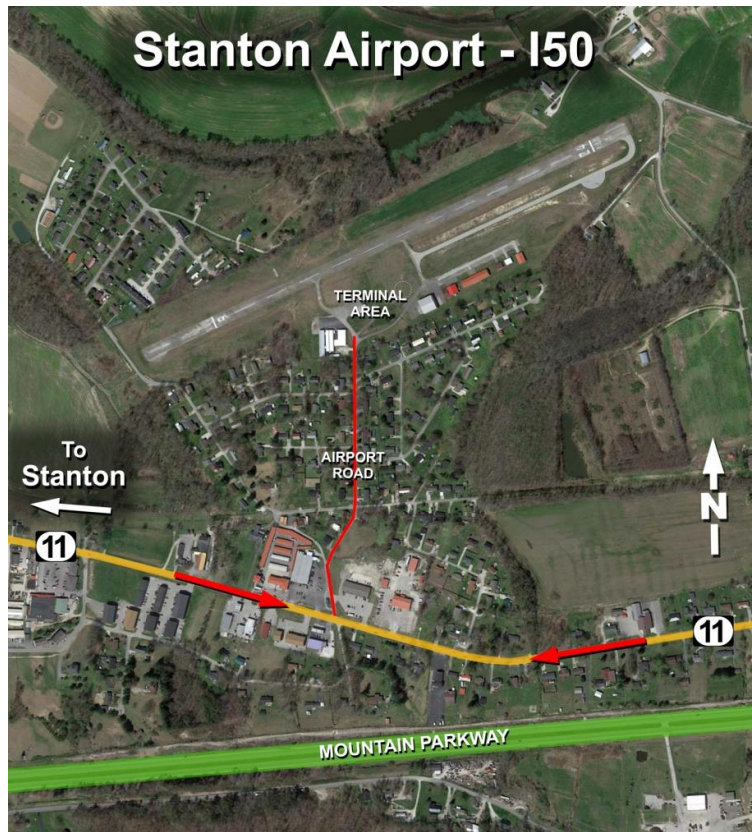 Stanton Airport - I50
TERMINAL
AREA
AIRPORT
ROAD
To
Stanton
N
11
11
MOUNTAIN PARKWAY